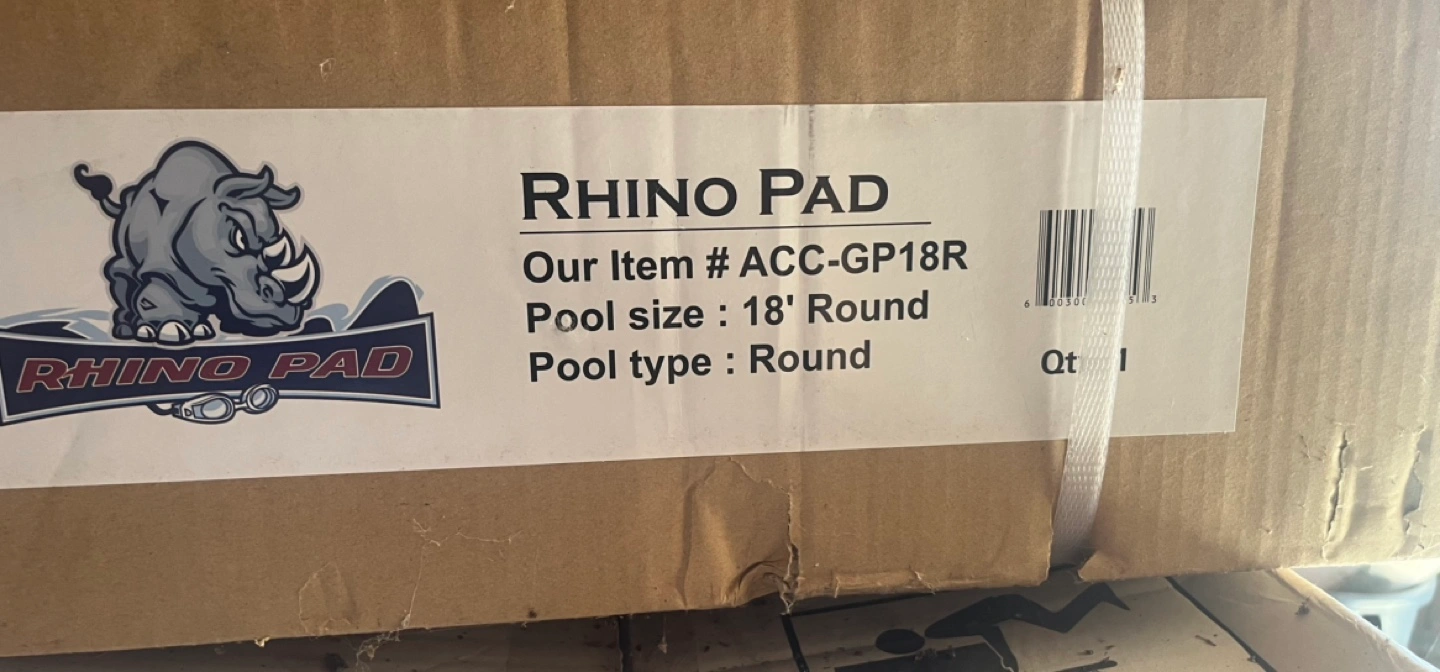 RHINO PAD
RHINO PAD
Our Item # ACC-GP18R
Pool size : 18' Round
Pool type : Round